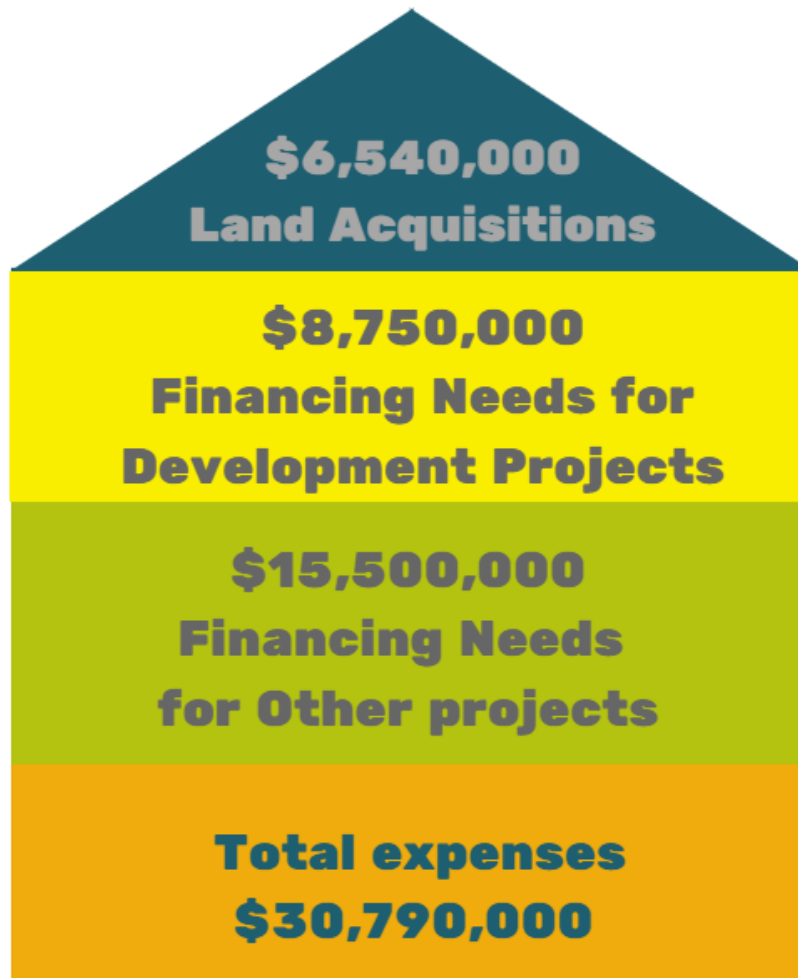 $6,540,000
Land Acquisitions
$8,750,000
Financing Needs for
Development Projects
$15,500,000
Financing Needs
for Other projects
Total expenses
$30,790,000